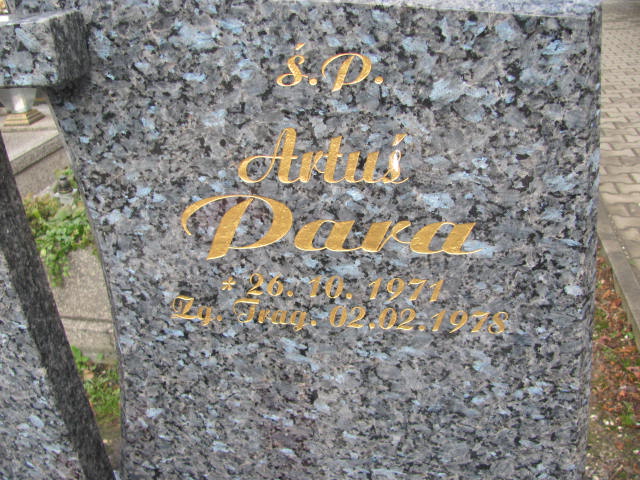 ś.P.
Artuś
Para
* 26. 10. 1971
Zg. Trag. 02.02.1978